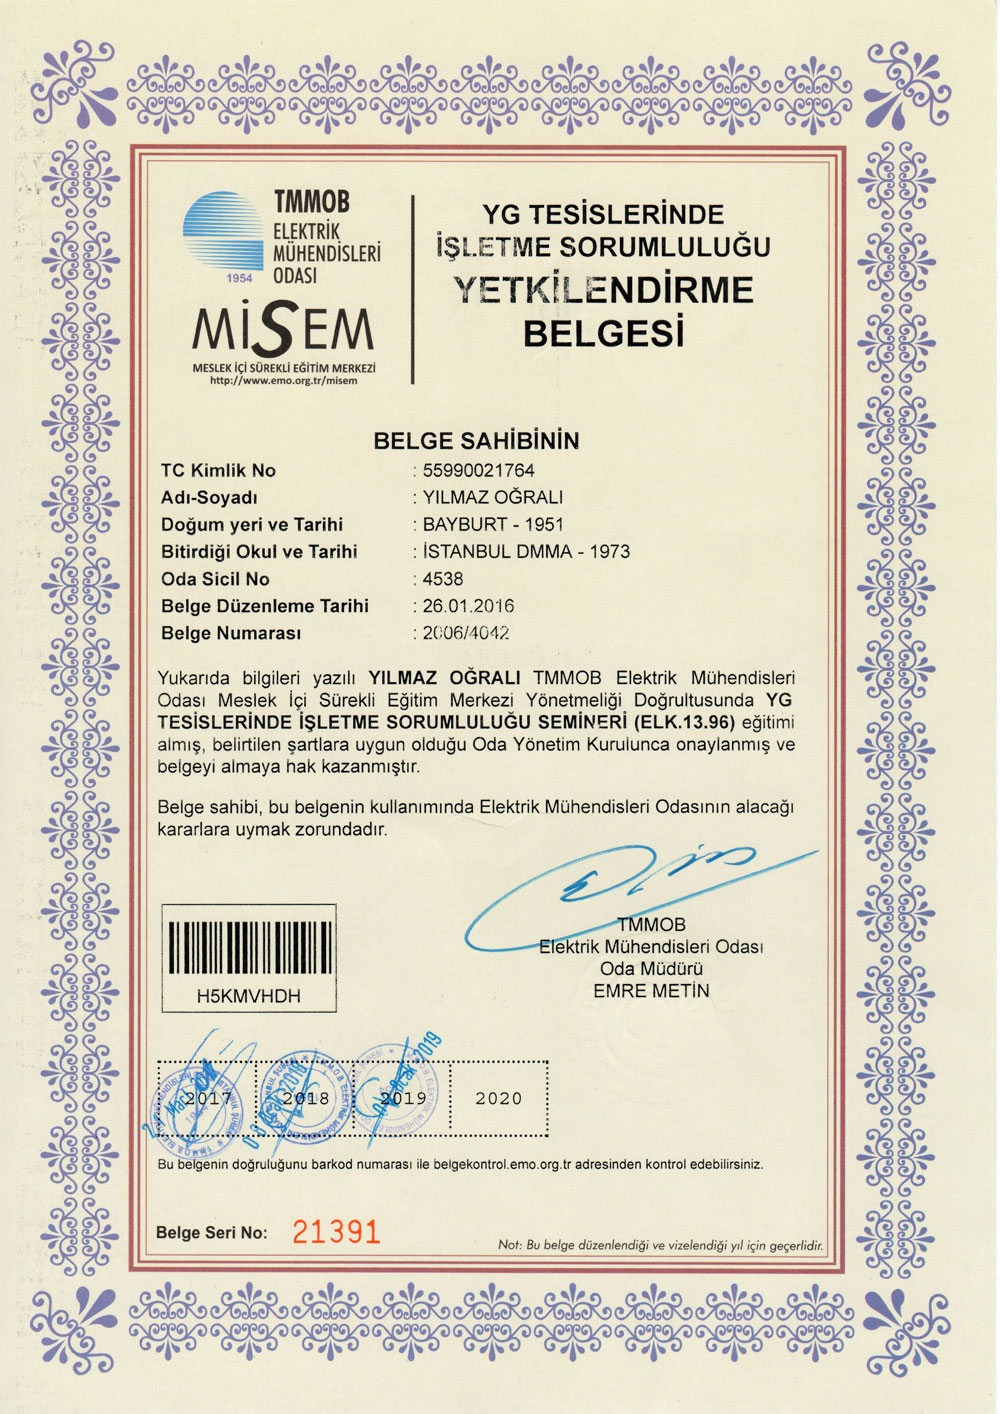 TMMOB
ELEKTRİK
MÜHENDİSLERİ
ODASI
1954
MİSEM
MESLEK İÇİ SÜREKLİ EĞİTİM MERKEZİ
http://www.emo.org.tr/misem
YG TESİSLERİNDE
İŞLETME SORUMLULUĞU
YETKİLENDİRME
BELGESİ
BELGE SAHİBİNİN
TC Kimlik No : 55990021764
Adı-Soyadı : YILMAZ OĞRALI
Doğum yeri ve Tarihi : BAYBURT - 1951
Bitirdiği Okul ve Tarihi : İSTANBUL DMMA - 1973
Oda Sicil No : 4538
Belge Düzenleme Tarihi : 26.01.2016
Belge Numarası : 2006/4042
Yukarıda bilgileri yazılı YILMAZ OĞRALI TMMOB Elektrik Mühendisleri
Odası Meslek İçi Sürekli Eğitim Merkezi Yönetmeliği Doğrultusunda YG
TESİSLERİNDE İŞLETME SORUMLULUĞU SEMİNERİ (ELK.13.96) eğitimi
almış, belirtilen şartlara uygun olduğu Oda Yönetim Kurulunca onaylanmış ve
belgeyi almaya hak kazanmıştır.
Belge sahibi, bu belgenin kullanımında Elektrik Mühendisleri Odasının alacağı
kararlara uymak zorundadır.
TMMOB
Elektrik Mühendisleri Odası
Oda Müdürü
EMRE METİN
H5KMVHDH
2017 2018 2019 2020
Bu belgenin doğruluğunu barkod numarası ile belgekontrol.emo.org.tr adresinden kontrol edebilirsiniz.
Belge Seri No: 21391
Not: Bu belge düzenlendiği ve vizelendiği yıl için geçerlidir.